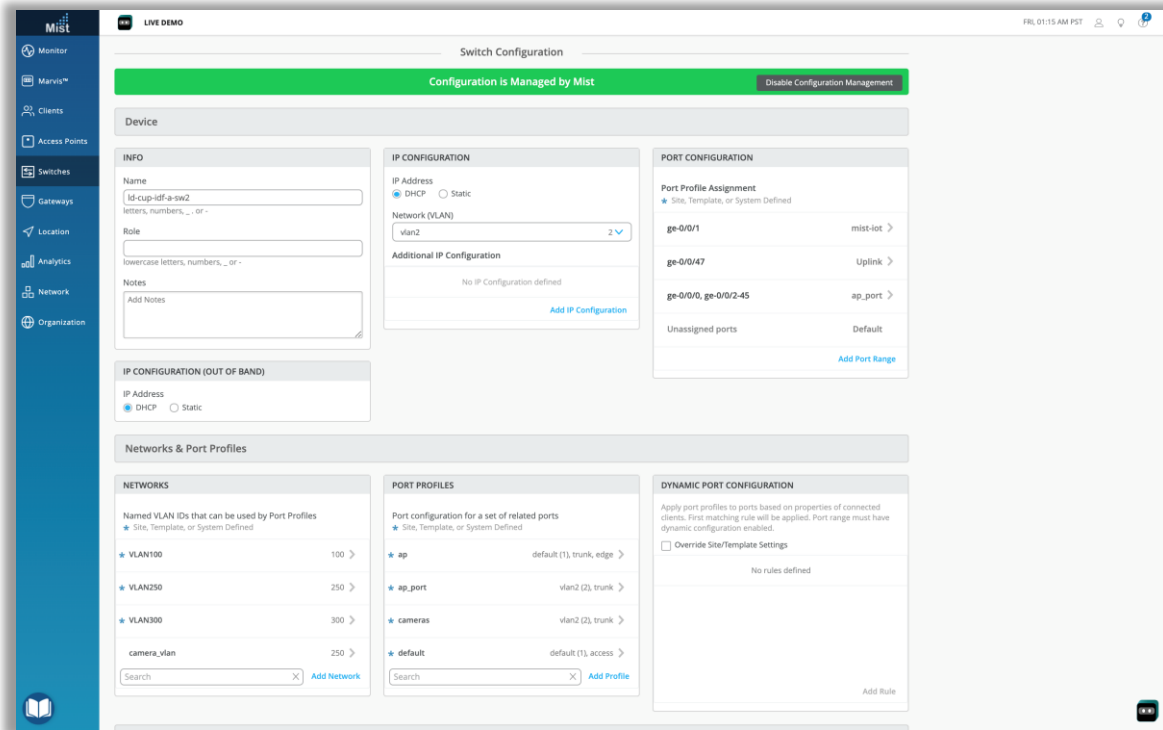 Mist
LIVE DEMO
FRI, 01:15 AM PST
2
Monitor
Marvis™
Clients
Access Points
Switches
Gateways
Location
Analytics
Network
Organization
Switch Configuration
Configuration is Managed by Mist
Disable Configuration Management
Device
INFO
Name
ld-cup-idf-a-sw2
letters, numbers, _ . or -
Role
lowercase letters, numbers, _ or -
Notes
Add Notes
IP CONFIGURATION (OUT OF BAND)
IP Address
DHCP Static
IP CONFIGURATION
IP Address
DHCP Static
Network (VLAN)
vlan2 2
Additional IP Configuration
No IP Configuration defined
Add IP Configuration
PORT CONFIGURATION
Port Profile Assignment
* Site, Template, or System Defined
ge-0/0/1 mist-iot >
ge-0/0/47 Uplink >
ge-0/0/0, ge-0/0/2-45 ap_port >
Unassigned ports Default
Add Port Range
Networks & Port Profiles
NETWORKS
Named VLAN IDs that can be used by Port Profiles
* Site, Template, or System Defined
* VLAN100 100 >
* VLAN250 250 >
* VLAN300 300 >
camera_vlan 250 >
Search X Add Network
PORT PROFILES
Port configuration for a set of related ports
* Site, Template, or System Defined
* ap default (1), trunk, edge >
* ap_port vlan2 (2), trunk >
* cameras vlan2 (2), trunk >
* default default (1), access >
Search X Add Profile
DYNAMIC PORT CONFIGURATION
Apply port profiles to ports based on properties of connected
clients. First matching rule will be applied. Port range must have
dynamic configuration enabled.
Override Site/Template Settings
No rules defined
Add Rule